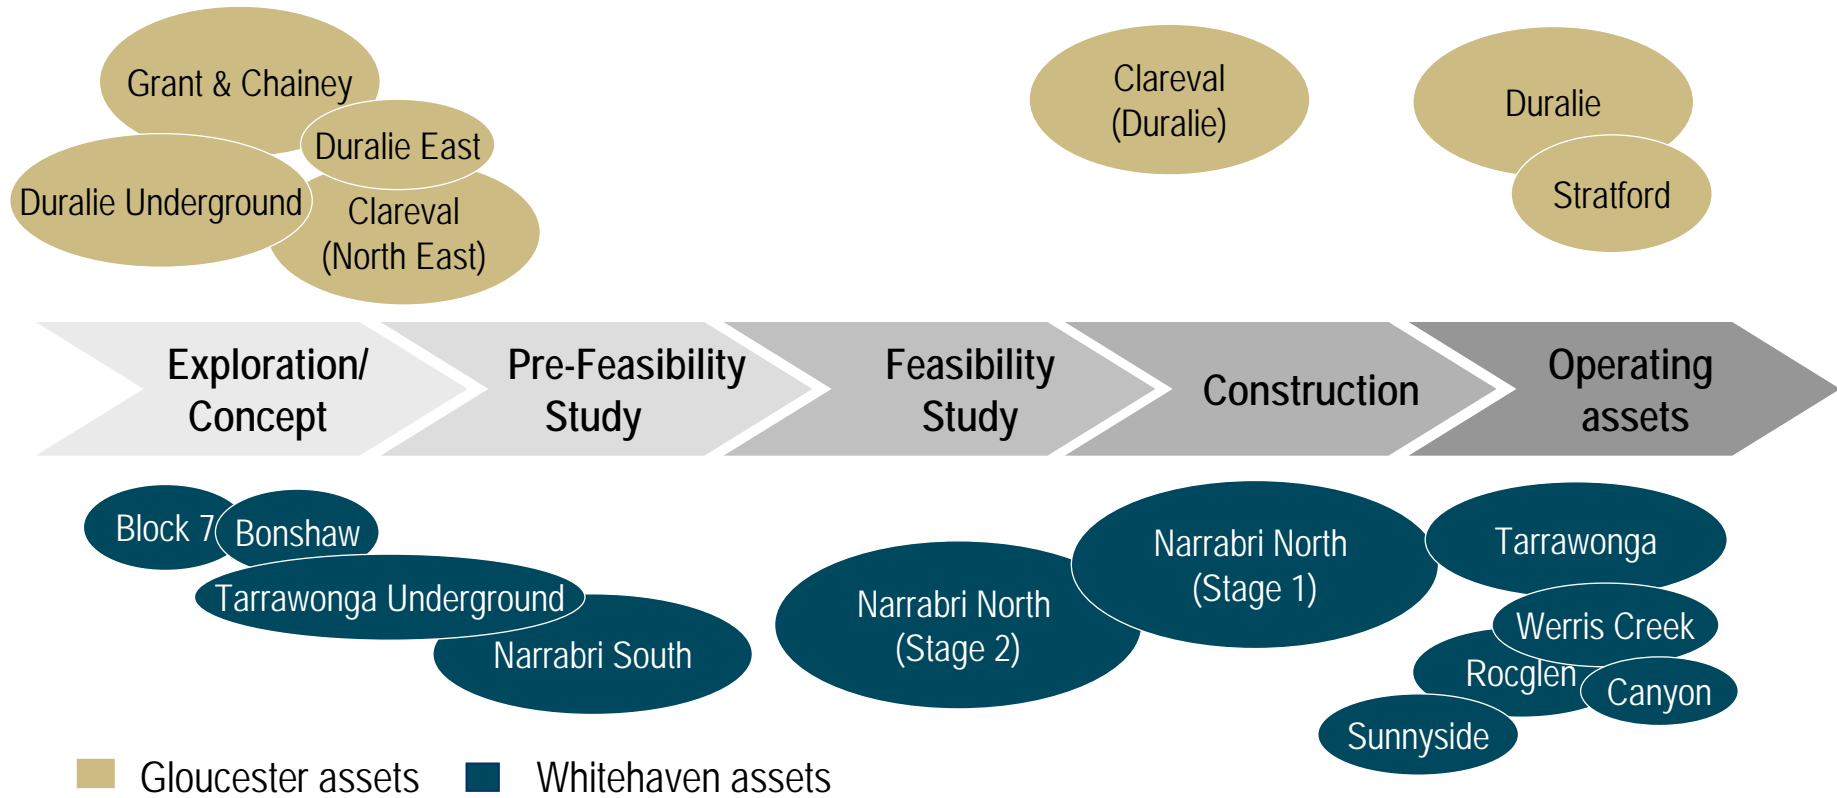 Grant & Chainey
Duralie East
Duralie Underground
Clareval
(North East)
Clareval
(Duralie)
Duralie
Stratford
Exploration/
Concept
Pre-Feasibility
Study
Feasibility
Study
Construction
Operating
assets
Block 7
Bonshaw
Tarrawonga Underground
Narrabri South
Narrabri North
(Stage 2)
Narrabri North
(Stage 1)
Tarrawonga
Werris Creek
Rocglen
Canyon
Sunnyside
Gloucester assets
Whitehaven assets